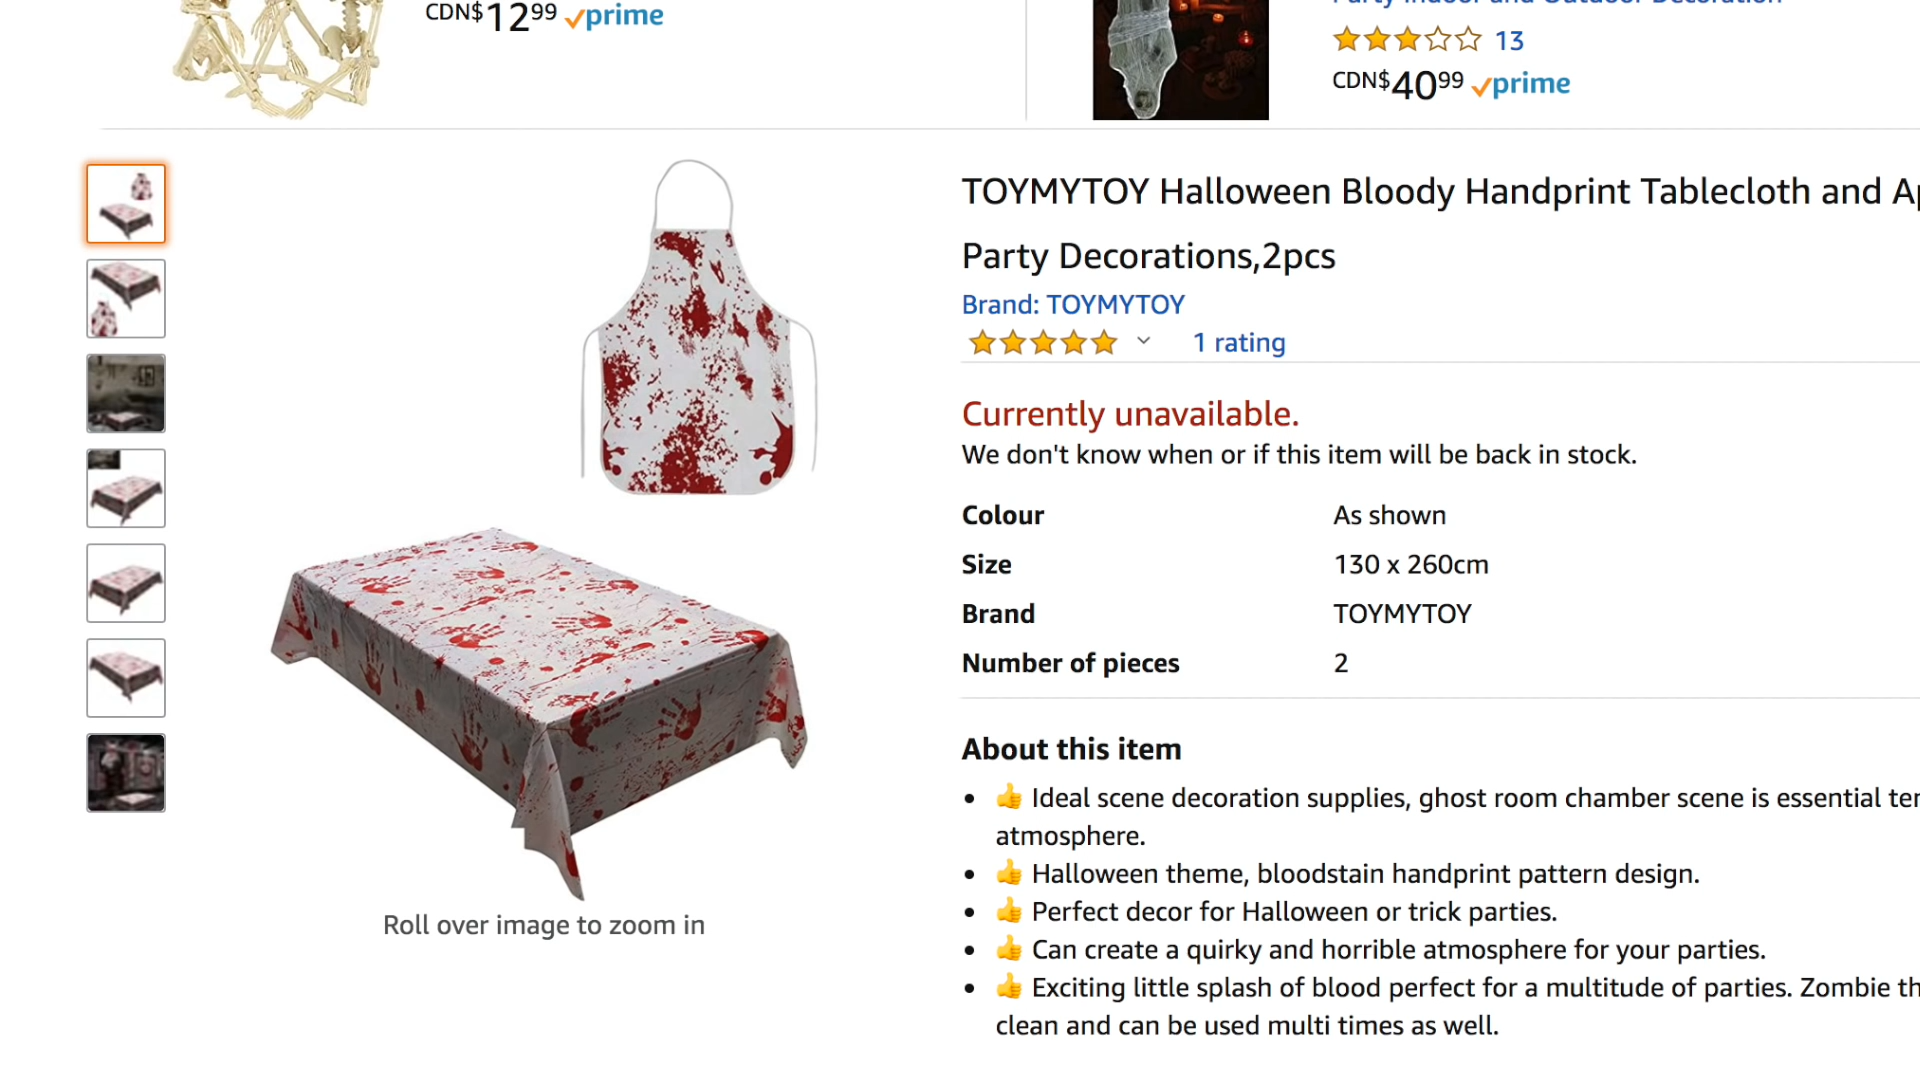 CDN$ 12 99 prime
13
CDN$ 40 99 prime
TOYMYTOY Halloween Bloody Handprint Tablecloth and
Party Decorations,2pcs
Brand: TOYMYTOY
1 rating
Currently unavailable.
We don't know when or if this item will be back in stock.
Colour As shown
Size 130 x 260cm
Brand TOYMYTOY
Number of pieces 2
About this item
• 👍 Ideal scene decoration supplies, ghost room chamber scene is essential
atmosphere.
• 👍 Halloween theme, bloodstain handprint pattern design.
• 👍 Perfect decor for Halloween or trick parties.
• 👍 Can create a quirky and horrible atmosphere for your parties.
• 👍 Exciting little splash of blood perfect for a multitude of parties. Zombie
clean and can be used multi times as well.
Roll over image to zoom in